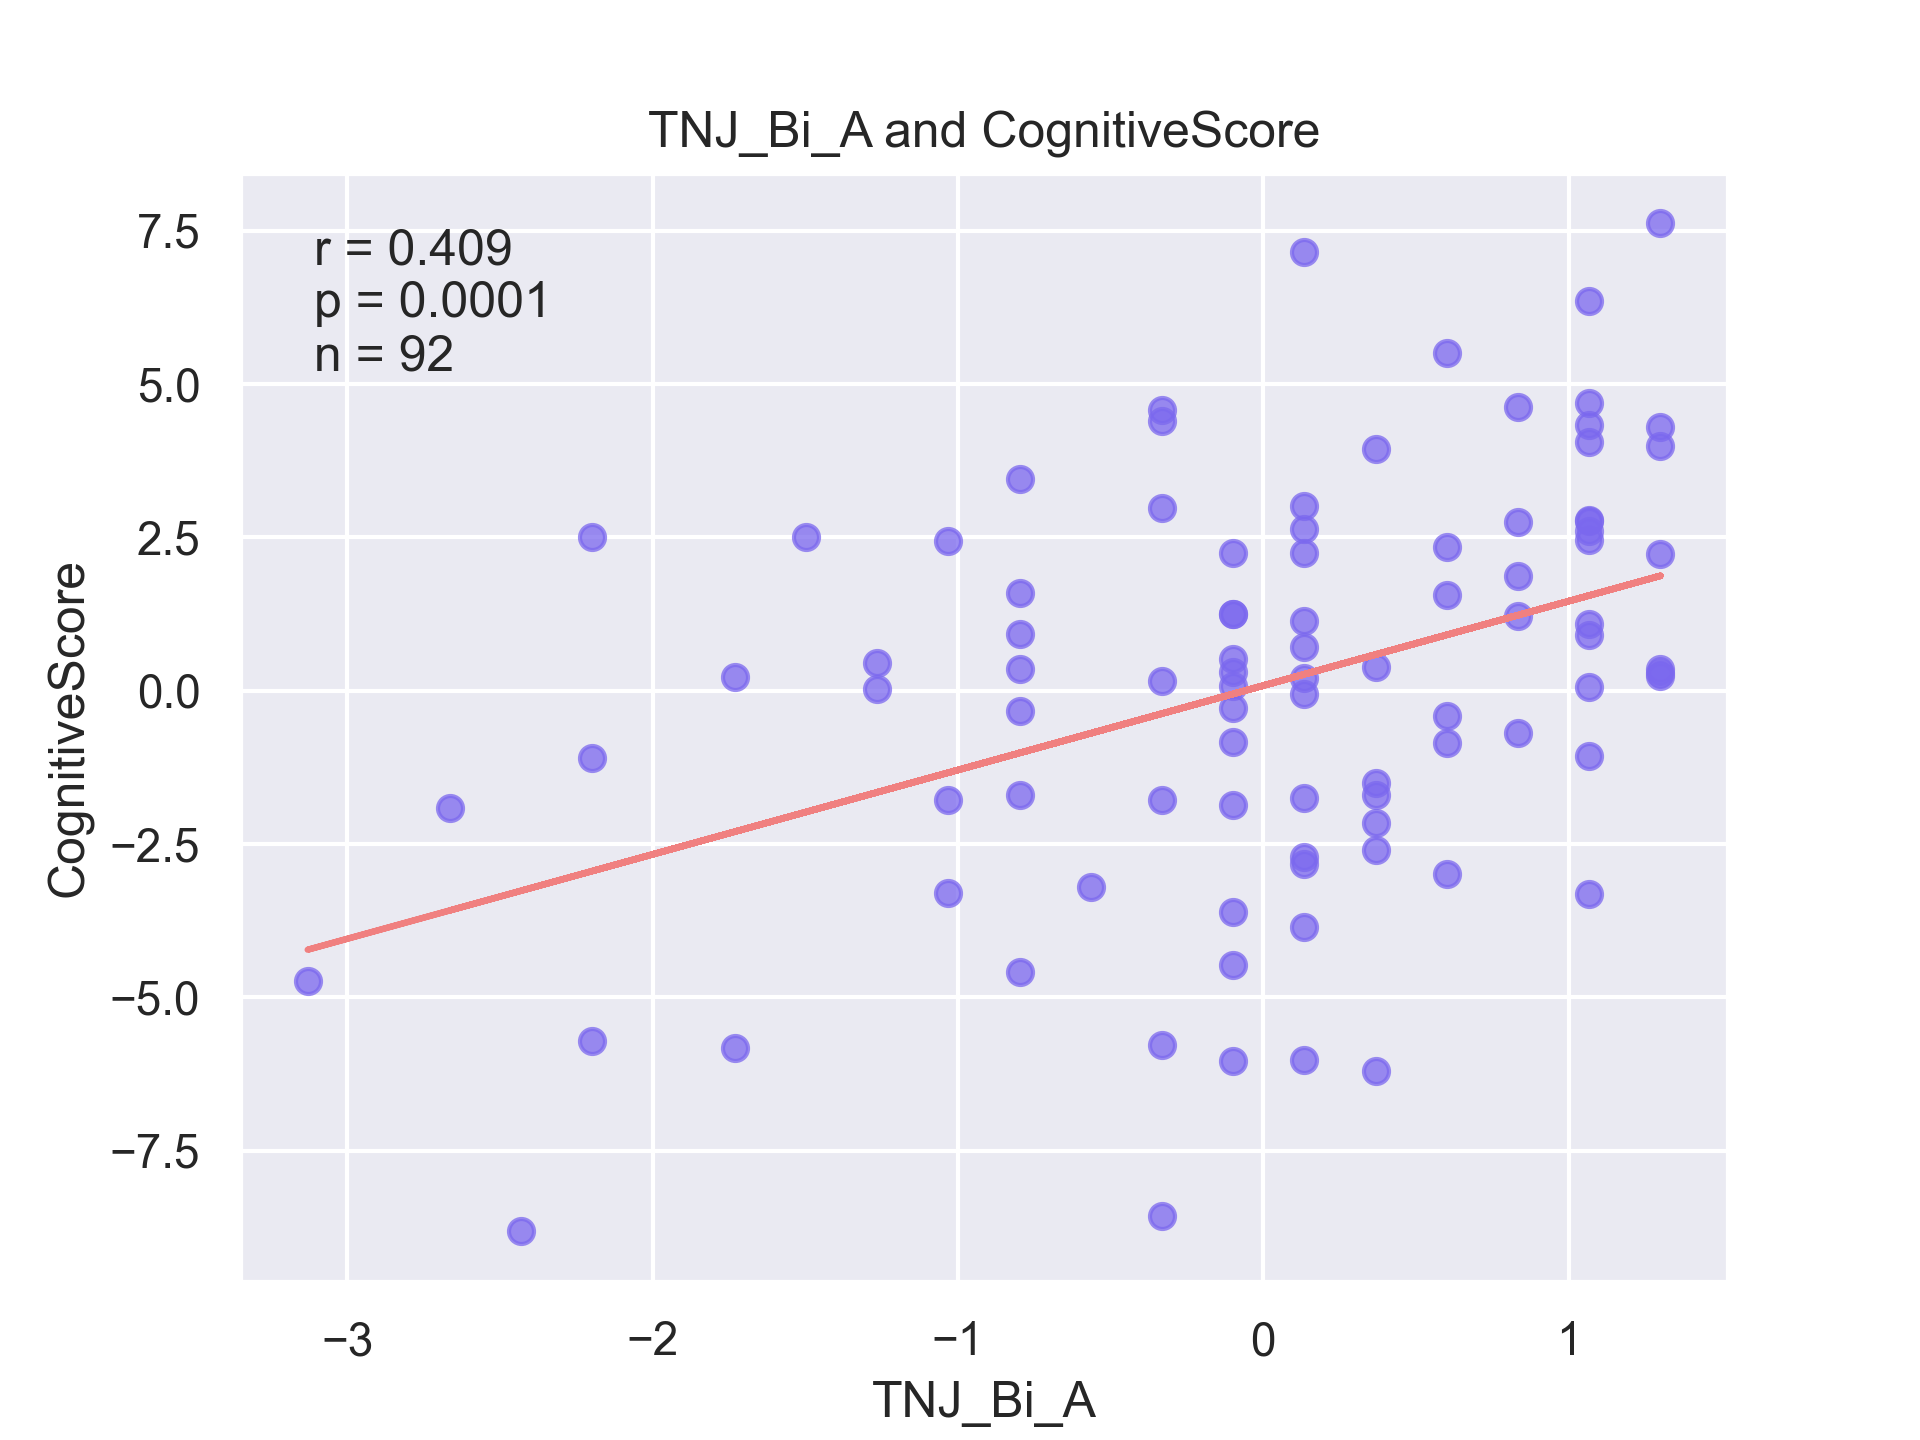 TNJ_Bi_A and CognitiveScore
r = 0.409
p = 0.0001
n = 92
7.5
5.0
2.5
0.0
−2.5
−5.0
−7.5
CognitiveScore
−3 −2 −1 0 1
TNJ_Bi_A